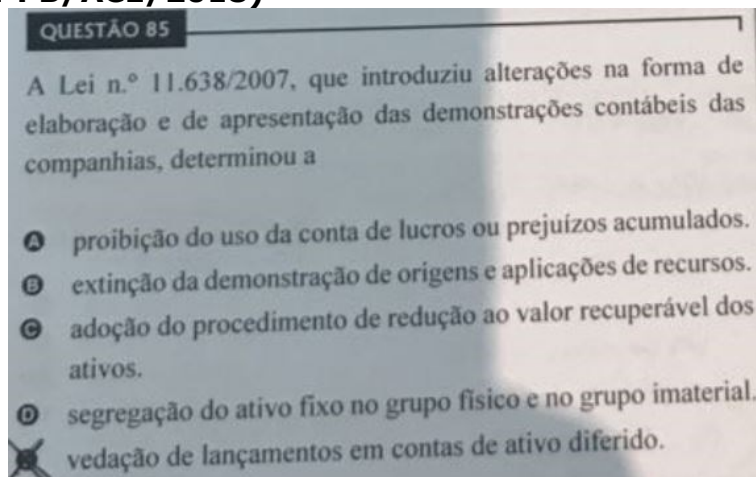 QUESTÃO 85
A Lei n.º 11.638/2007, que introduziu alterações na forma de
elaboração e de apresentação das demonstrações contábeis das
companhias, determinou a
A proibição do uso da conta de lucros ou prejuízos acumulados.
B extinção da demonstração de origens e aplicações de recursos.
C adoção do procedimento de redução ao valor recuperável dos
ativos.
D segregação do ativo fixo no grupo físico e no grupo imaterial.
E vedação de lançamentos em contas de ativo diferido.